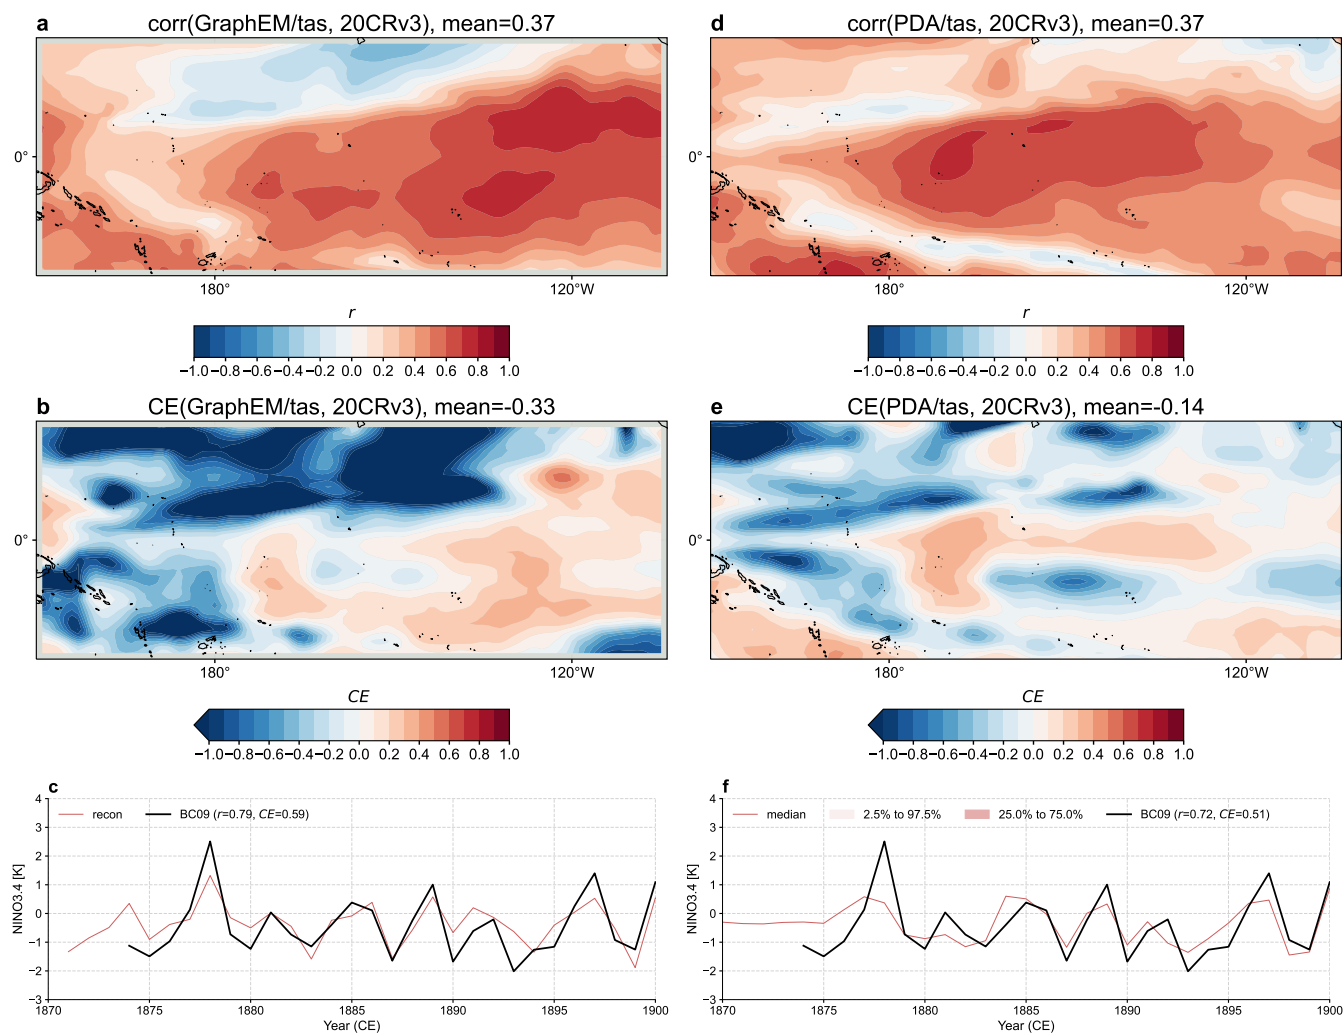 a corr(GraphEM/tas, 20CRv3), mean=0.37
0°
180° 120°W
r
−1.0 −0.8 −0.6 −0.4 −0.2 0.0 0.2 0.4 0.6 0.8 1.0
d corr(PDA/tas, 20CRv3), mean=0.37
0°
180° 120°W
r
−1.0 −0.8 −0.6 −0.4 −0.2 0.0 0.2 0.4 0.6 0.8 1.0
b CE(GraphEM/tas, 20CRv3), mean=-0.33
0°
180° 120°W
CE
−1.0 −0.8 −0.6 −0.4 −0.2 0.0 0.2 0.4 0.6 0.8 1.0
e CE(PDA/tas, 20CRv3), mean=-0.14
0°
180° 120°W
CE
−1.0 −0.8 −0.6 −0.4 −0.2 0.0 0.2 0.4 0.6 0.8 1.0
c
recon BC09 (r=0.79, CE=0.59)
NINO3.4 [K]
4
3
2
1
0
−1
−2
−3
1870 1875 1880 1885 1890 1895 1900
Year (CE)
f
median 2.5% to 97.5% 25.0% to 75.0% BC09 (r=0.72, CE=0.51)
NINO3.4 [K]
4
3
2
1
0
−1
−2
−3
1870 1875 1880 1885 1890 1895 1900
Year (CE)